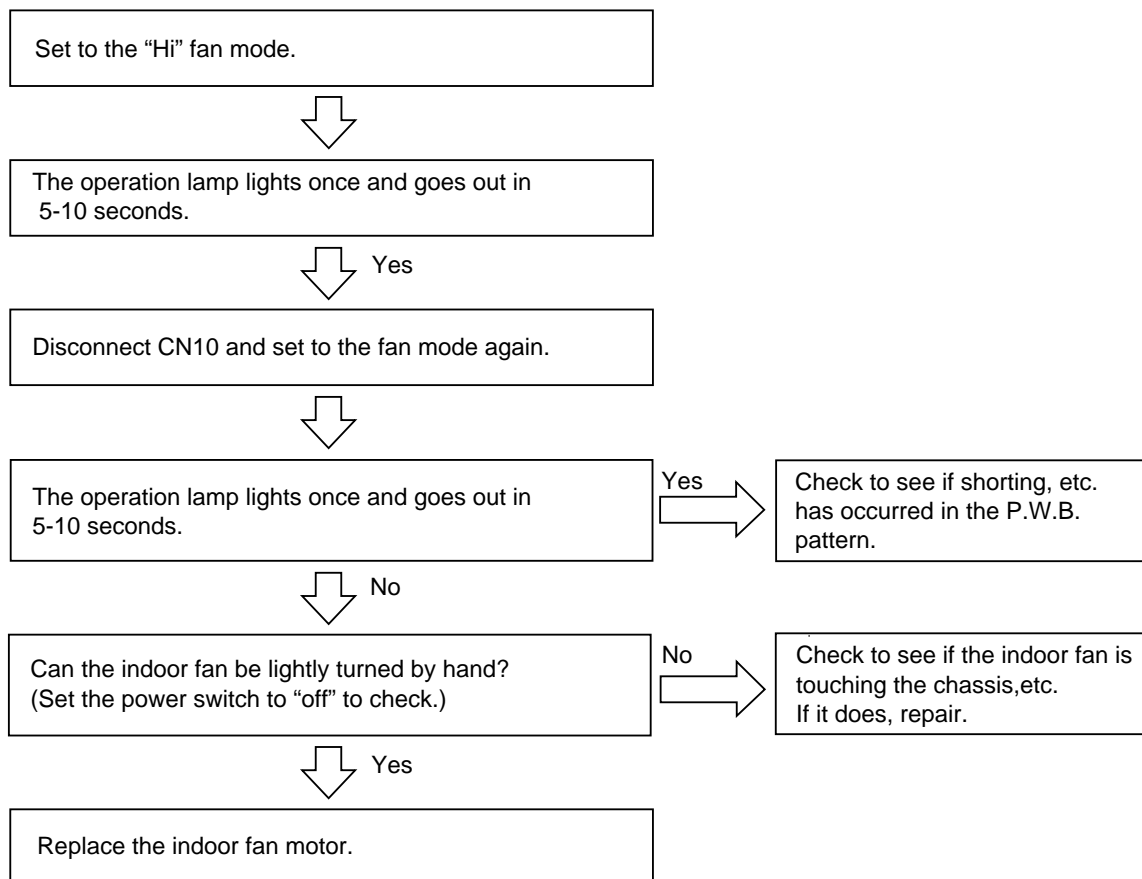 Set to the “Hi” fan mode.
The operation lamp lights once and goes out in
5-10 seconds.
Yes
Disconnect CN10 and set to the fan mode again.
The operation lamp lights once and goes out in
5-10 seconds.
Yes
Check to see if shorting, etc.
has occurred in the P.W.B.
pattern.
No
Can the indoor fan be lightly turned by hand?
(Set the power switch to “off” to check.)
No
Check to see if the indoor fan is
touching the chassis,etc.
If it does, repair.
Yes
Replace the indoor fan motor.